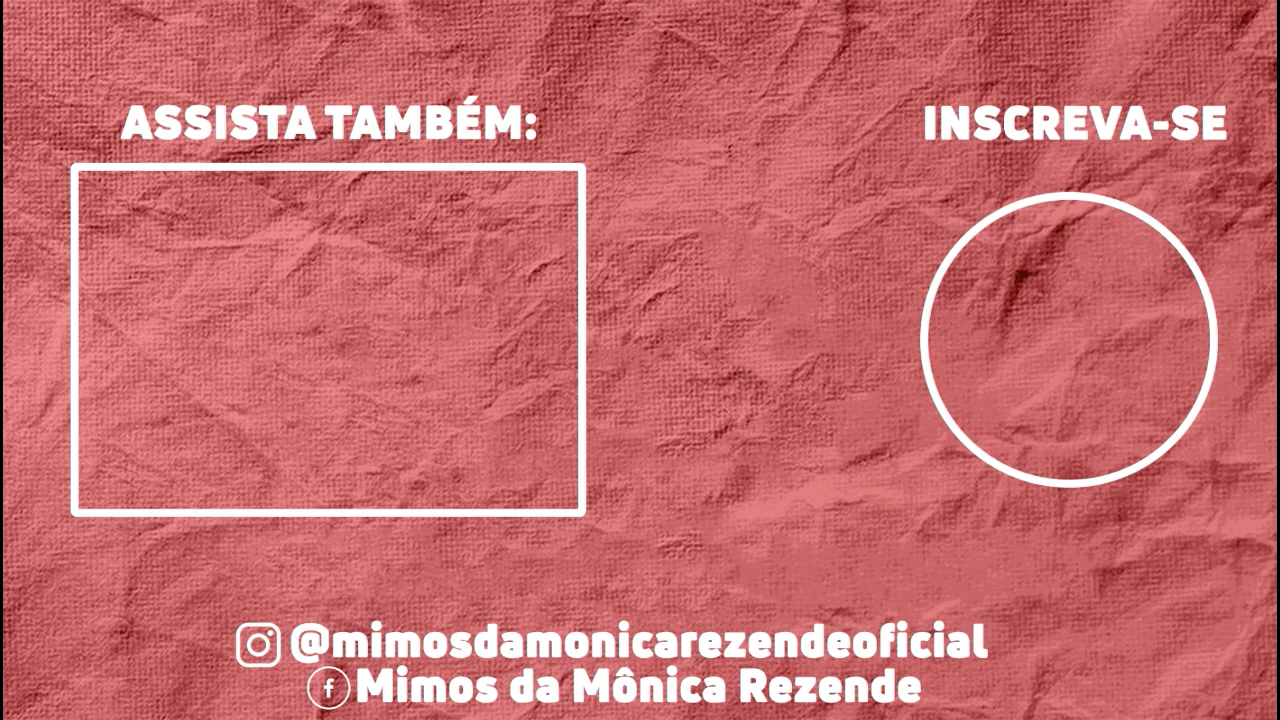 ASSISTA TAMBÉM:
INSCREVA-SE
@mimosdamonicarezendeoficial
Mimos da Mônica Rezende